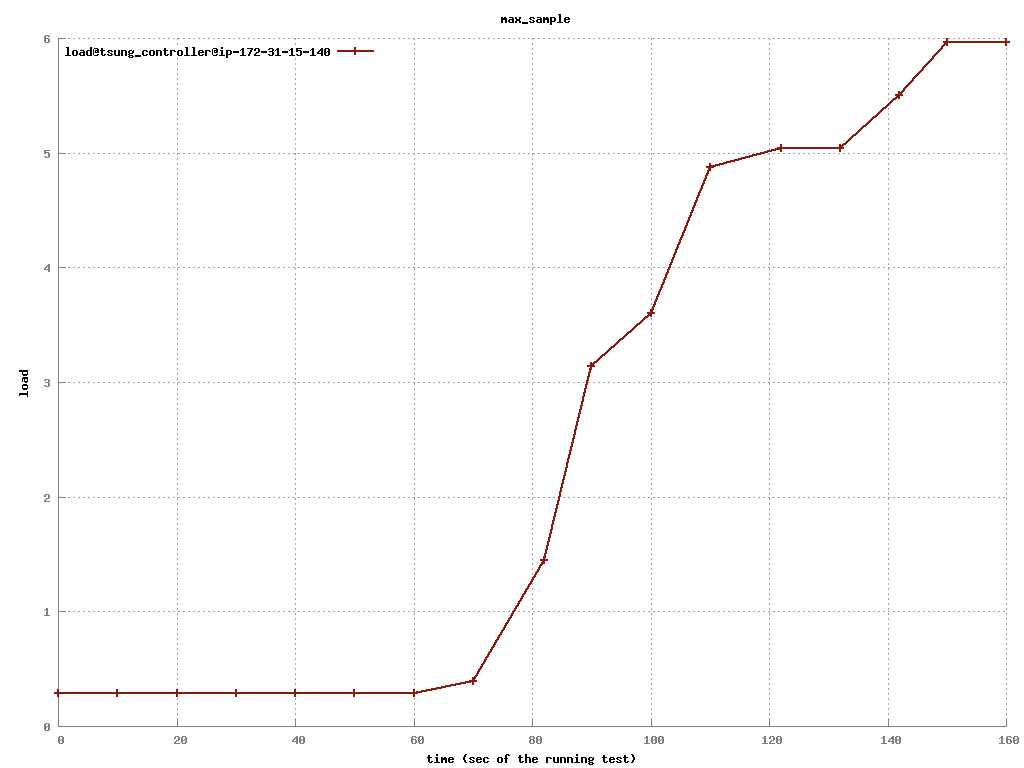 max_sample
load@tsung_controller@ip-172-31-15-140
6
5
4
3
2
1
0
load
0 20 40 60 80 100 120 140 160
time (sec of the running test)